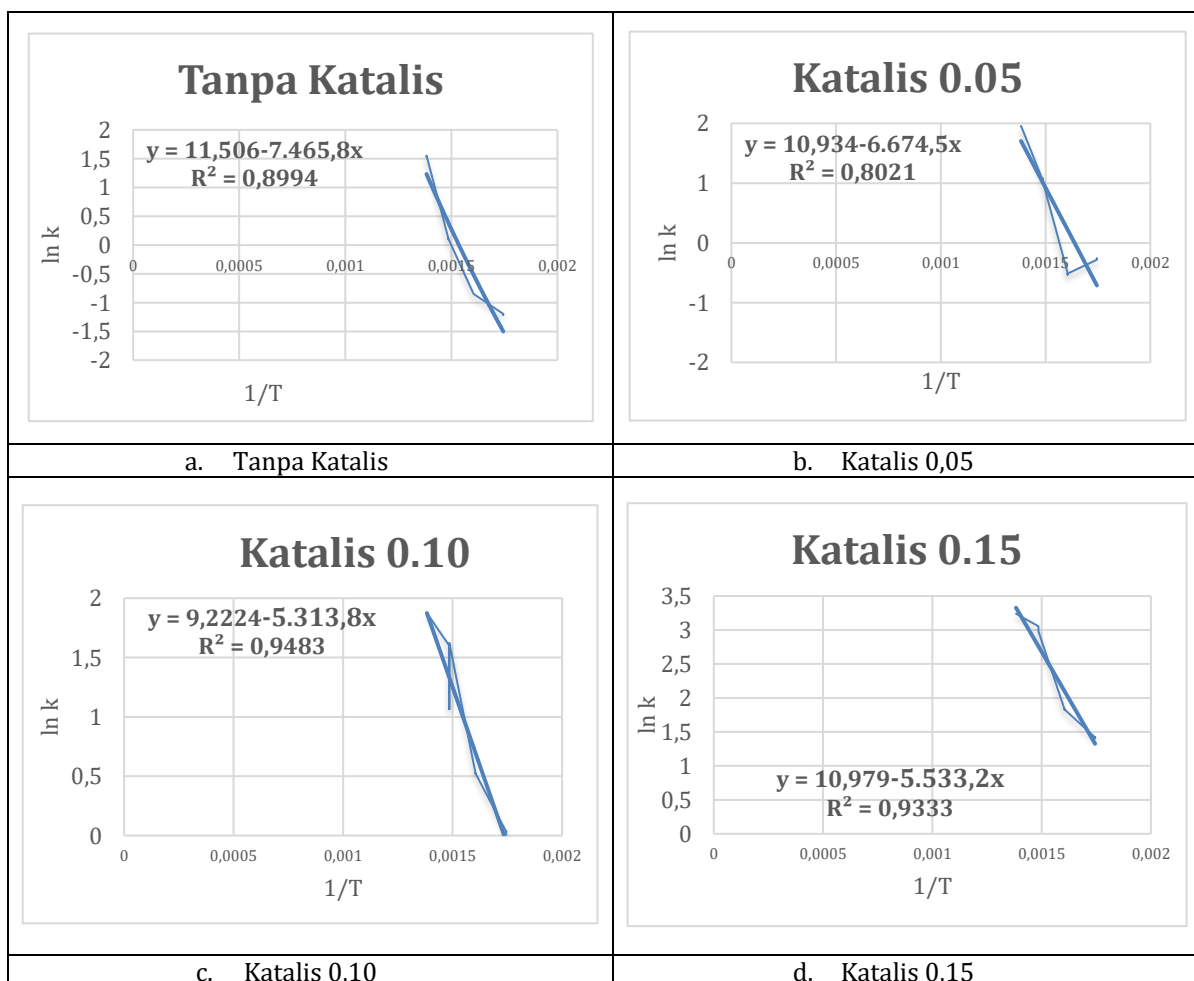 Tanpa Katalis
y = 11,506-7.465,8x
R² = 0,8994
2
1,5
1
0,5
0
-0,5
-1
-1,5
-2
0
0,0005
0,001
0,0015
0,002
ln k
1/T
a. Tanpa Katalis
Katalis 0.05
y = 10,934-6.674,5x
R² = 0,8021
2
1
0
-1
-2
0
0,0005
0,001
0,0015
0,002
ln k
1/T
b. Katalis 0,05
Katalis 0.10
y = 9,2224-5.313,8x
R² = 0,9483
2
1,5
1
0,5
0
0
0,0005
0,001
0,0015
0,002
ln k
1/T
c. Katalis 0.10
Katalis 0.15
3,5
3
2,5
2
1,5
1
0,5
0
y = 10,979-5.533,2x
R² = 0,9333
0
0,0005
0,001
0,0015
0,002
ln k
1/T
d. Katalis 0.15